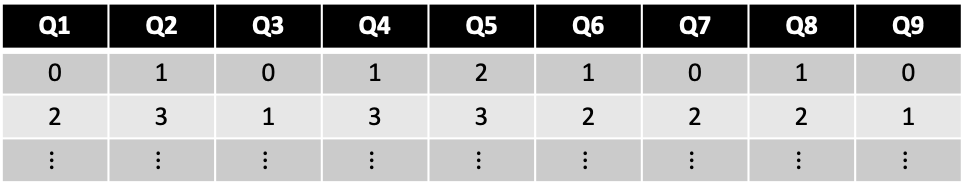 Q1 Q2 Q3 Q4 Q5 Q6 Q7 Q8 Q9
0 1 0 1 2 1 0 1 0
2 3 1 3 3 2 2 2 1
⋮ ⋮ ⋮ ⋮ ⋮ ⋮ ⋮ ⋮ ⋮